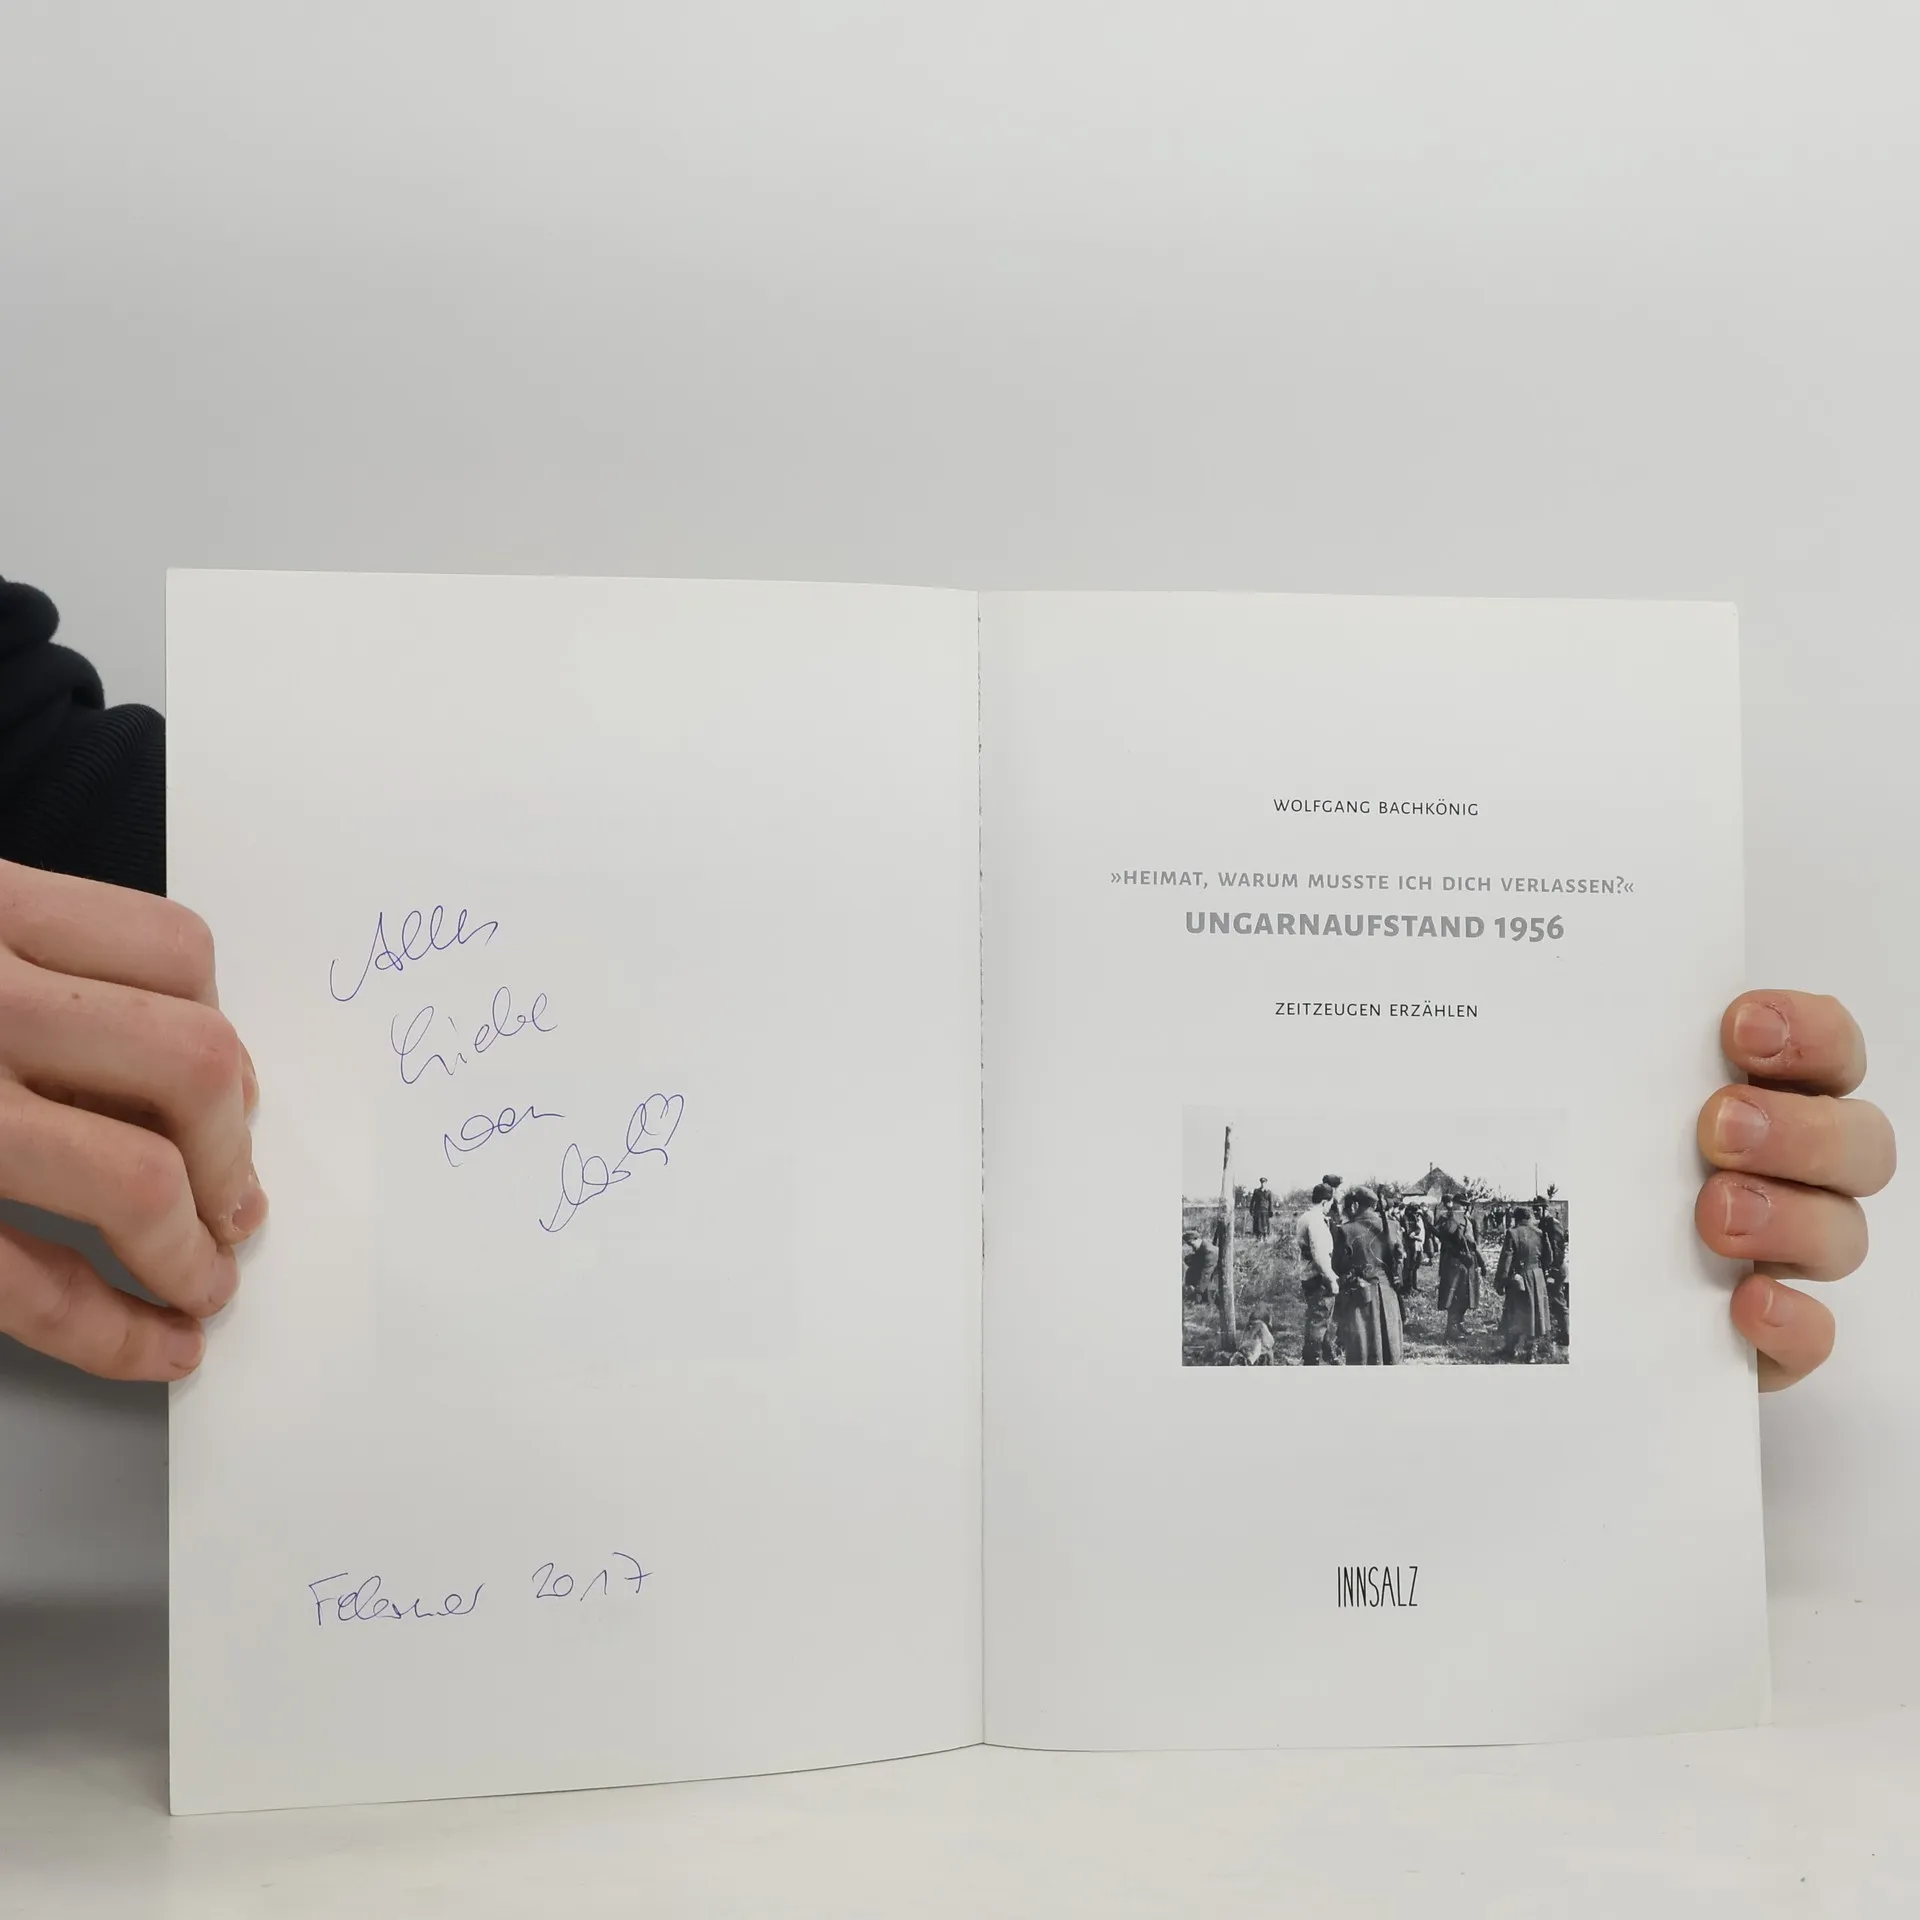 Alles
Liebe
von
Februar 2017
WOLFGANG BACHKÖNIG
»HEIMAT, WARUM MUSSTE ICH DICH VERLASSEN?«
UNGARNAUFSTAND 1956
ZEITZEUGEN ERZÄHLEN
INNSALZ